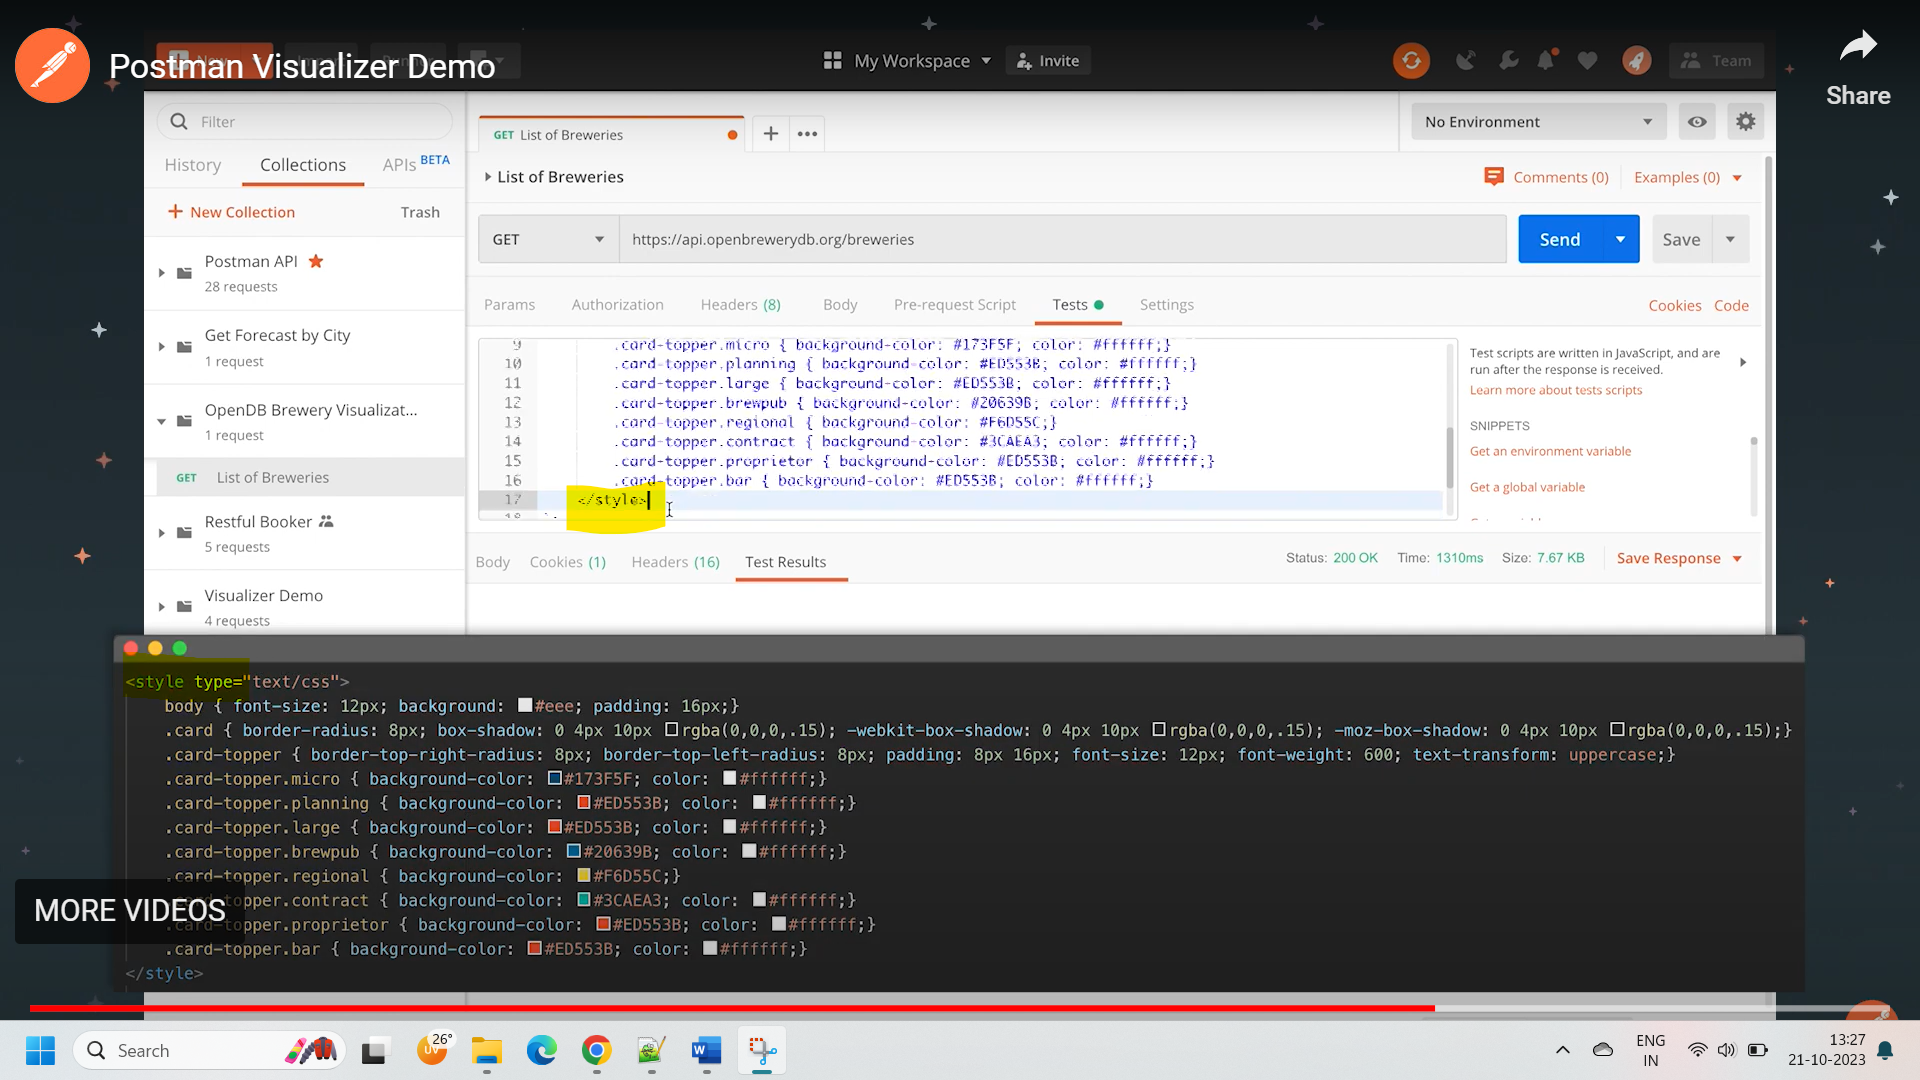 Postman Visualizer Demo
My Workspace
Invite
Team
Share
Filter
GET List of Breweries
No Environment
History Collections APIs BETA
List of Breweries
Comments (0) Examples (0)
+ New Collection Trash
GET https://api.openbrewerydb.org/breweries Send Save
Postman API
28 requests
Params Authorization Headers (8) Body Pre-request Script Tests Settings Cookies Code
Get Forecast by City
1 request
9 .card-topper.micro { background-color: #173F5F; color: #ffffff;}
10 .card-topper.planning { background-color: #ED553B; color: #ffffff;}
11 .card-topper.large { background-color: #ED553B; color: #ffffff;}
12 .card-topper.brewpub { background-color: #20639B; color: #ffffff;}
13 .card-topper.regional { background-color: #F6D55C;}
14 .card-topper.contract { background-color: #3CAEA3; color: #ffffff;}
15 .card-topper.proprietor { background-color: #ED553B; color: #ffffff;}
16 .card-topper.bar { background-color: #ED553B; color: #ffffff;}
17 </style>
18
Test scripts are written in JavaScript, and are
run after the response is received.
Learn more about tests scripts
SNIPPETS
Get an environment variable
Get a global variable
OpenDB Brewery Visualizat...
1 request
GET List of Breweries
Restful Booker
5 requests
Visualizer Demo
4 requests
Body Cookies (1) Headers (16) Test Results
Status: 200 OK Time: 1310ms Size: 7.67 KB Save Response
<style type="text/css">
body { font-size: 12px; background: #eee; padding: 16px;}
.card { border-radius: 8px; box-shadow: 0 4px 10px rgba(0,0,0,.15); -webkit-box-shadow: 0 4px 10px rgba(0,0,0,.15); -moz-box-shadow: 0 4px 10px rgba(0,0,0,.15);}
.card-topper { border-top-right-radius: 8px; border-top-left-radius: 8px; padding: 8px 16px; font-size: 12px; font-weight: 600; text-transform: uppercase;}
.card-topper.micro { background-color: #173F5F; color: #ffffff;}
.card-topper.planning { background-color: #ED553B; color: #ffffff;}
.card-topper.large { background-color: #ED553B; color: #ffffff;}
.card-topper.brewpub { background-color: #20639B; color: #ffffff;}
.card-topper.regional { background-color: #F6D55C;}
.contract { background-color: #3CAEA3; color: #ffffff;}
.proprietor { background-color: #ED553B; color: #ffffff;}
.card-topper.bar { background-color: #ED553B; color: #ffffff;}
</style>
MORE VIDEOS
Search
26°
UV
ENG
IN
13:27
21-10-2023